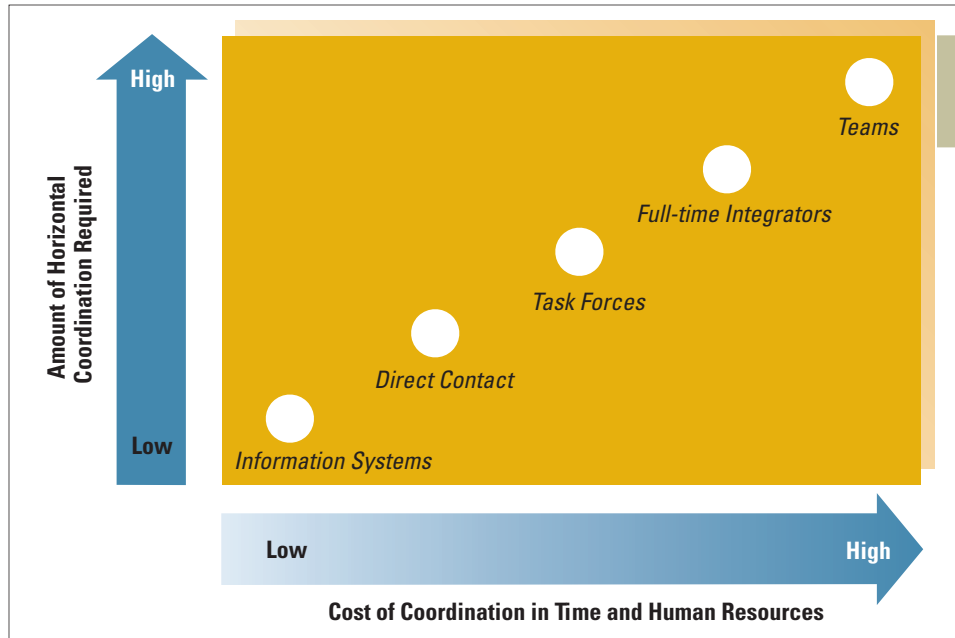 High
Teams
Full-time Integrators
Amount of Horizontal
Coordination Required
Task Forces
Direct Contact
Low
Information Systems
Low
High
Cost of Coordination in Time and Human Resources